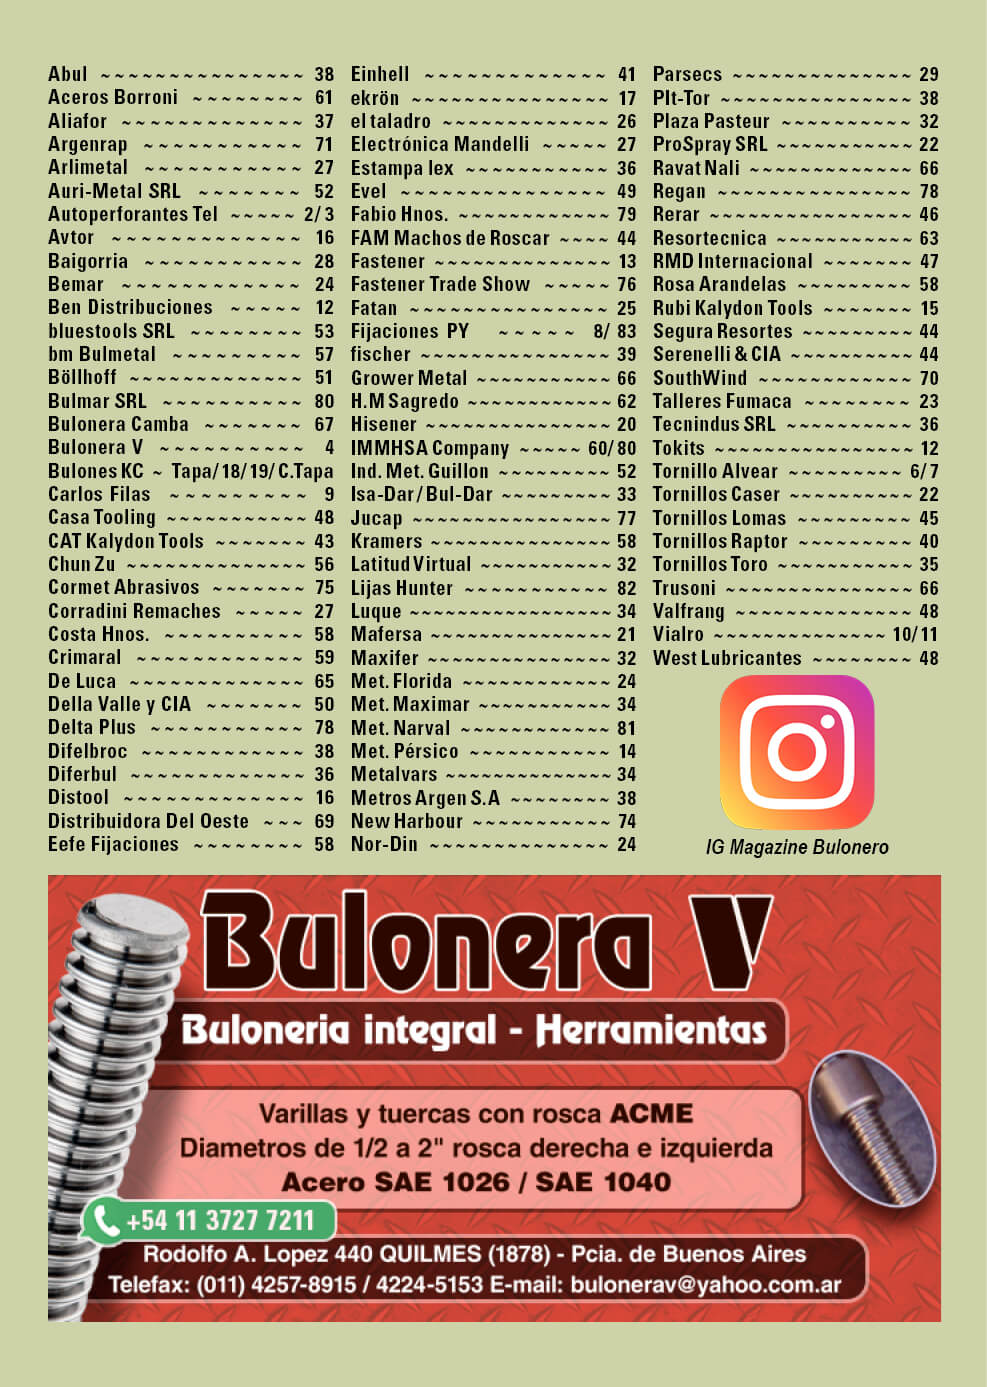 Abul ~~~~~~~~~~~~~~~ 38
Aceros Borroni ~~~~~~~~ 61
Aliafor ~~~~~~~~~~~~~ 37
Argenrap ~~~~~~~~~~~ 71
Arlimetal ~~~~~~~~~~~ 27
Auri-Metal SRL ~~~~~~~ 52
Autoperforantes Tel ~~~~~ 2/3
Avtor ~~~~~~~~~~~~~ 16
Baigorria ~~~~~~~~~~~ 28
Bemar ~~~~~~~~~~~~ 24
Ben Distribuciones ~~~~~ 12
bluestools SRL ~~~~~~~~ 53
bm Bulmetal ~~~~~~~~~ 57
Böllhoff ~~~~~~~~~~~~ 51
Bulmar SRL ~~~~~~~~~~ 80
Bulonera Camba ~~~~~~~ 67
Bulonera V ~~~~~~~~~~ 4
Bulones KC ~ Tapa/18/19/C.Tapa
Carlos Filas ~~~~~~~~~ 9
Casa Tooling ~~~~~~~~~~~ 48
CAT Kalydon Tools ~~~~~~~ 43
Chun Zu ~~~~~~~~~~~~~ 56
Cormet Abrasivos ~~~~~~~ 75
Corradini Remaches ~~~~~ 27
Costa Hnos. ~~~~~~~~~~ 58
Crimaral ~~~~~~~~~~~~ 59
De Luca ~~~~~~~~~~~~ 65
Della Valle y CIA ~~~~~~~ 50
Delta Plus ~~~~~~~~~~~ 78
Difelbroc ~~~~~~~~~~~~ 38
Diferbul ~~~~~~~~~~~~ 36
Distool ~~~~~~~~~~~~~ 16
Distribuidora Del Oeste ~~~ 69
Eefe Fijaciones ~~~~~~~~ 58
Einhell ~~~~~~~~~~~~~ 41
ekrön ~~~~~~~~~~~~~~~ 17
el taladro ~~~~~~~~~~~~~ 26
Electrónica Mandelli ~~~~~ 27
Estampa lex ~~~~~~~~~~~ 36
Evel ~~~~~~~~~~~~~~~ 49
Fabio Hnos. ~~~~~~~~~~~~ 79
FAM Machos de Roscar ~~~~ 44
Fastener ~~~~~~~~~~~~~ 13
Fastener Trade Show ~~~~~ 76
Fatan ~~~~~~~~~~~~~~~ 25
Fijaciones PY ~~~~~ 8/ 83
fischer ~~~~~~~~~~~~~~~ 39
Grower Metal ~~~~~~~~~~~ 66
H.M Sagredo ~~~~~~~~~~~~ 62
Hisener ~~~~~~~~~~~~~~ 20
IMMHSA Company ~~~~~ 60/80
Ind. Met. Guillon ~~~~~~~~~ 52
Isa-Dar/Bul-Dar ~~~~~~~~~ 33
Jucap ~~~~~~~~~~~~~~~ 77
Kramers ~~~~~~~~~~~~~~ 58
Latitud Virtual ~~~~~~~~~~~ 32
Lijas Hunter ~~~~~~~~~~~ 82
Luque ~~~~~~~~~~~~~~~~ 34
Mafersa ~~~~~~~~~~~~~~ 21
Maxifer ~~~~~~~~~~~~~~ 32
Met. Florida ~~~~~~~~~~~~ 24
Met. Maximar ~~~~~~~~~~~ 34
Met. Narval ~~~~~~~~~~~~ 81
Met. Pérsico ~~~~~~~~~~~ 14
Metalvars ~~~~~~~~~~~~~ 34
Metros Argen S.A ~~~~~~~~ 38
New Harbour ~~~~~~~~~~~ 74
Nor-Din ~~~~~~~~~~~~~~ 24
Parsecs ~~~~~~~~~~~~~~ 29
Plt-Tor ~~~~~~~~~~~~~~~ 38
Plaza Pasteur ~~~~~~~~~~ 32
ProSpray SRL ~~~~~~~~~~~ 22
Ravat Nali ~~~~~~~~~~~~~ 66
Regan ~~~~~~~~~~~~~~ 78
Rerar ~~~~~~~~~~~~~~~~ 46
Resortecnica ~~~~~~~~~~~ 63
RMD Internacional ~~~~~~~ 47
Rosa Arandelas ~~~~~~~~~ 58
Rubi Kalydon Tools ~~~~~~~ 15
Segura Resortes ~~~~~~~~~ 44
Serenelli & CIA ~~~~~~~~~~ 44
SouthWind ~~~~~~~~~~~~ 70
Talleres Fumaca ~~~~~~~~ 23
Tecnindus SRL ~~~~~~~~~~ 36
Tokits ~~~~~~~~~~~~~~~~ 12
Tornillo Alvear ~~~~~~~~~ 6/7
Tornillos Caser ~~~~~~~~~~ 22
Tornillos Lomas ~~~~~~~~~ 45
Tornillos Raptor ~~~~~~~~~ 40
Tornillos Toro ~~~~~~~~~~~ 35
Trusoni ~~~~~~~~~~~~~~~ 66
Valfrang ~~~~~~~~~~~~~~ 48
Vialro ~~~~~~~~~~~~~~ 10/11
West Lubricantes ~~~~~~~~ 48
IG Magazine Bulonero
Bulonera V
Buloneria integral - Herramientas
Varillas y tuercas con rosca ACME
Diametros de 1/2 a 2" rosca derecha e izquierda
Acero SAE 1026 / SAE 1040
+54 11 3727 7211
Rodolfo A. Lopez 440 QUILMES (1878) - Pcia. de Buenos Aires
Telefax: (011) 4257-8915 / 4224-5153 E-mail: bulonerav@yahoo.com.ar